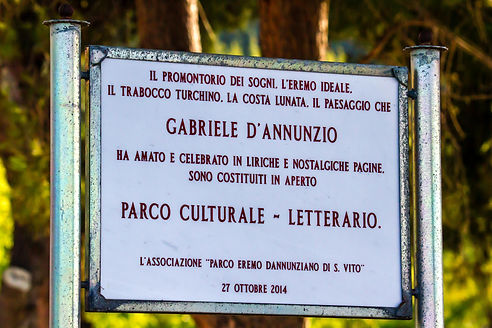 IL PROMONTORIO DEI SOGNI, L'EREMO IDEALE,
IL TRABOCCO TURCHINO, LA COSTA LUNATA, IL PAESAGGIO CHE
GABRIELE D'ANNUNZIO
HA AMATO E CELEBRATO IN LIRICHE E NOSTALGICHE PAGINE,
SONO COSTITUITI IN APERTO
PARCO CULTURALE - LETTERARIO.
L'ASSOCIAZIONE "PARCO EREMO DANNUNZIANO DI S. VITO"
27 OTTOBRE 2014